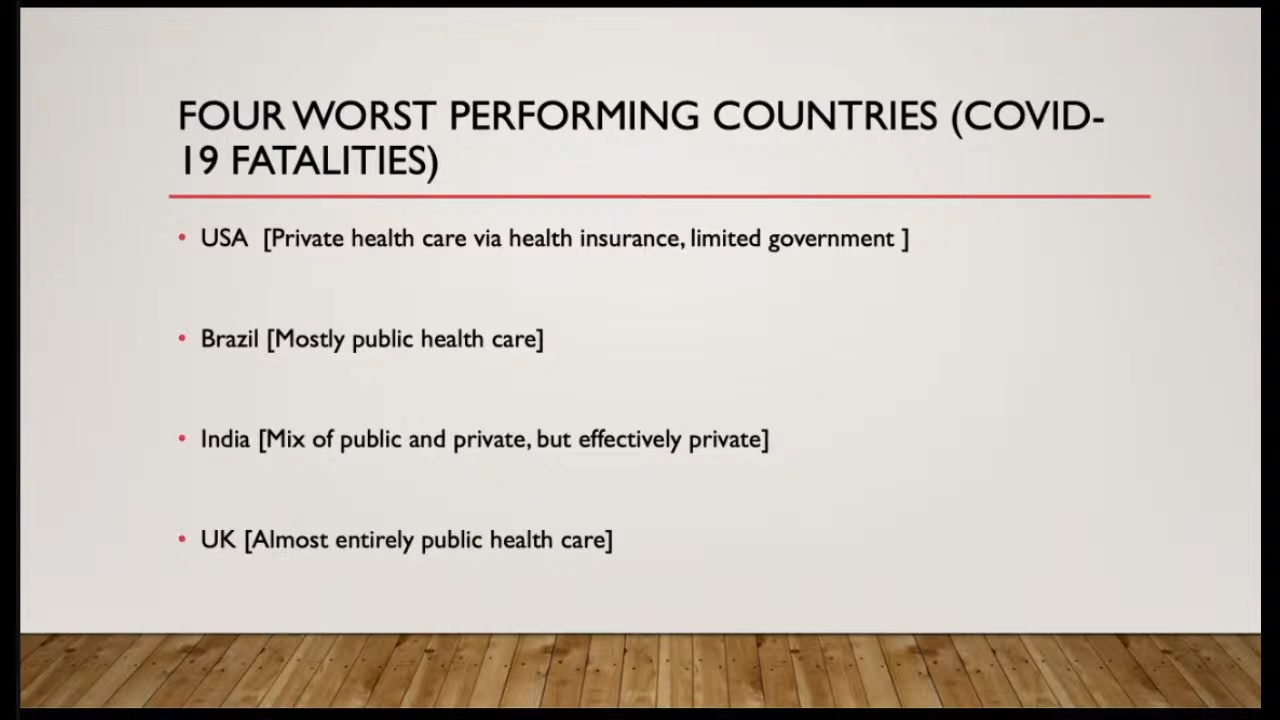 FOUR WORST PERFORMING COUNTRIES (COVID-
19 FATALITIES)
• USA  [Private health care via health insurance, limited government ]
• Brazil [Mostly public health care]
• India [Mix of public and private, but effectively private]
• UK [Almost entirely public health care]